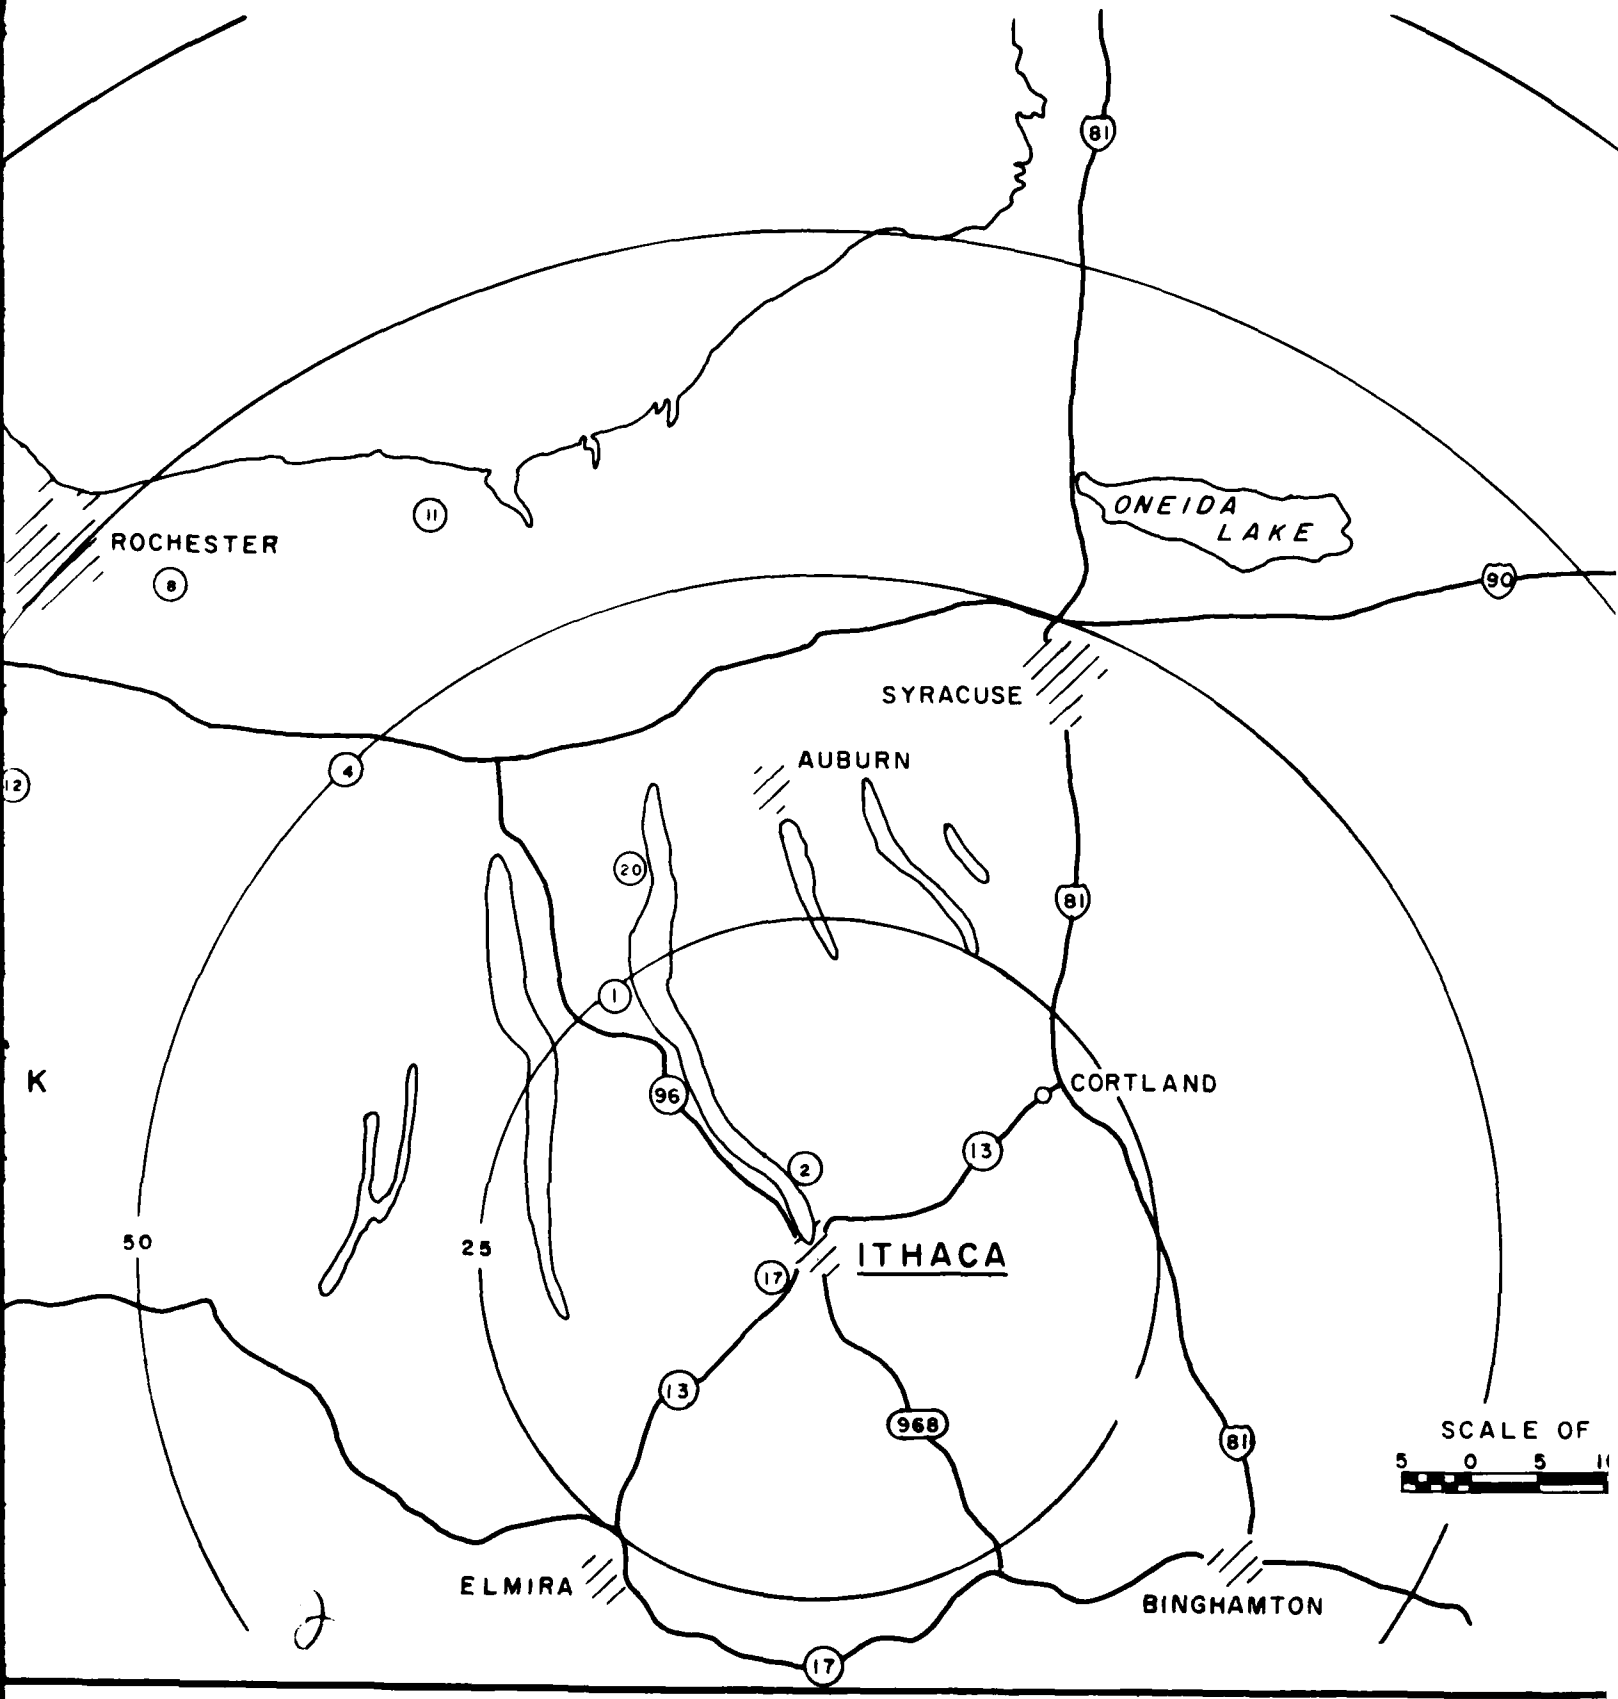 81
11
ROCHESTER
8
ONEIDA
LAKE
90
SYRACUSE
AUBURN
4
12
20
81
1
K
96
CORTLAND
13
2
50
25
ITHACA
17
13
968
81
SCALE OF
5 0 5
ELMIRA
BINGHAMTON
17